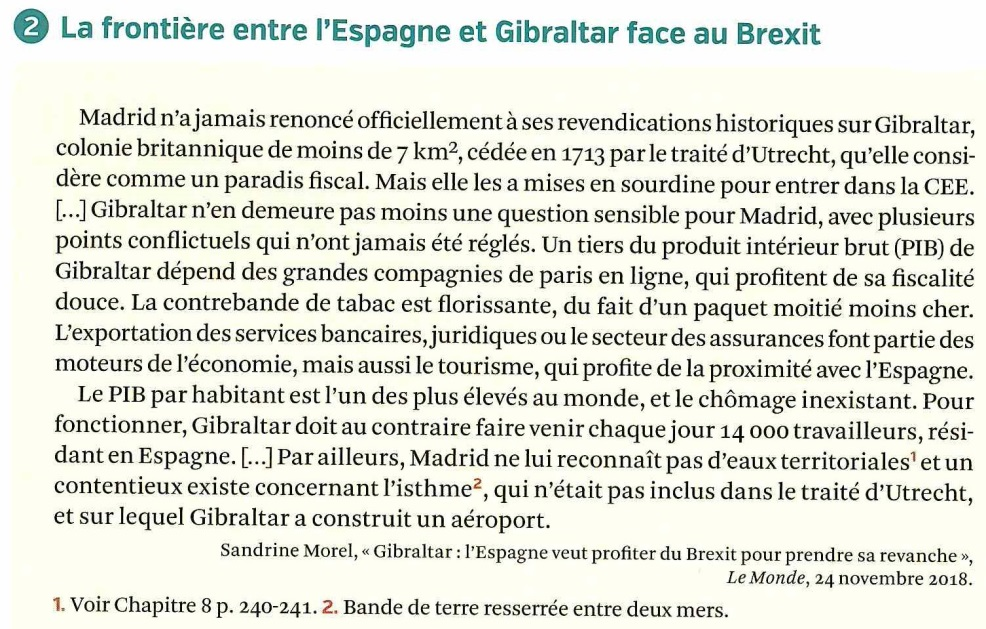 2 La frontière entre l'Espagne et Gibraltar face au Brexit
Madrid n'a jamais renoncé officiellement à ses revendications historiques sur Gibraltar,
colonie britannique de moins de 7 km², cédée en 1713 par le traité d'Utrecht, qu'elle consi-
dère comme un paradis fiscal. Mais elle les a mises en sourdine pour entrer dans la CEE.
[…] Gibraltar n'en demeure pas moins une question sensible pour Madrid, avec plusieurs
points conflictuels qui n'ont jamais été réglés. Un tiers du produit intérieur brut (PIB) de
Gibraltar dépend des grandes compagnies de paris en ligne, qui profitent de sa fiscalité
douce. La contrebande de tabac est florissante, du fait d'un paquet moitié moins cher.
L'exportation des services bancaires, juridiques ou le secteur des assurances font partie des
moteurs de l'économie, mais aussi le tourisme, qui profite de la proximité avec l'Espagne.
Le PIB par habitant est l'un des plus élevés au monde, et le chômage inexistant. Pour
fonctionner, Gibraltar doit au contraire faire venir chaque jour 14 000 travailleurs, rési-
dant en Espagne. […] Par ailleurs, Madrid ne lui reconnaît pas d'eaux territoriales¹ et un
contentieux existe concernant l'isthme², qui n'était pas inclus dans le traité d'Utrecht,
et sur lequel Gibraltar a construit un aéroport.
Sandrine Morel, « Gibraltar : l'Espagne veut profiter du Brexit pour prendre sa revanche »,
Le Monde, 24 novembre 2018.
1. Voir Chapitre 8 p. 240-241. 2. Bande de terre resserrée entre deux mers.